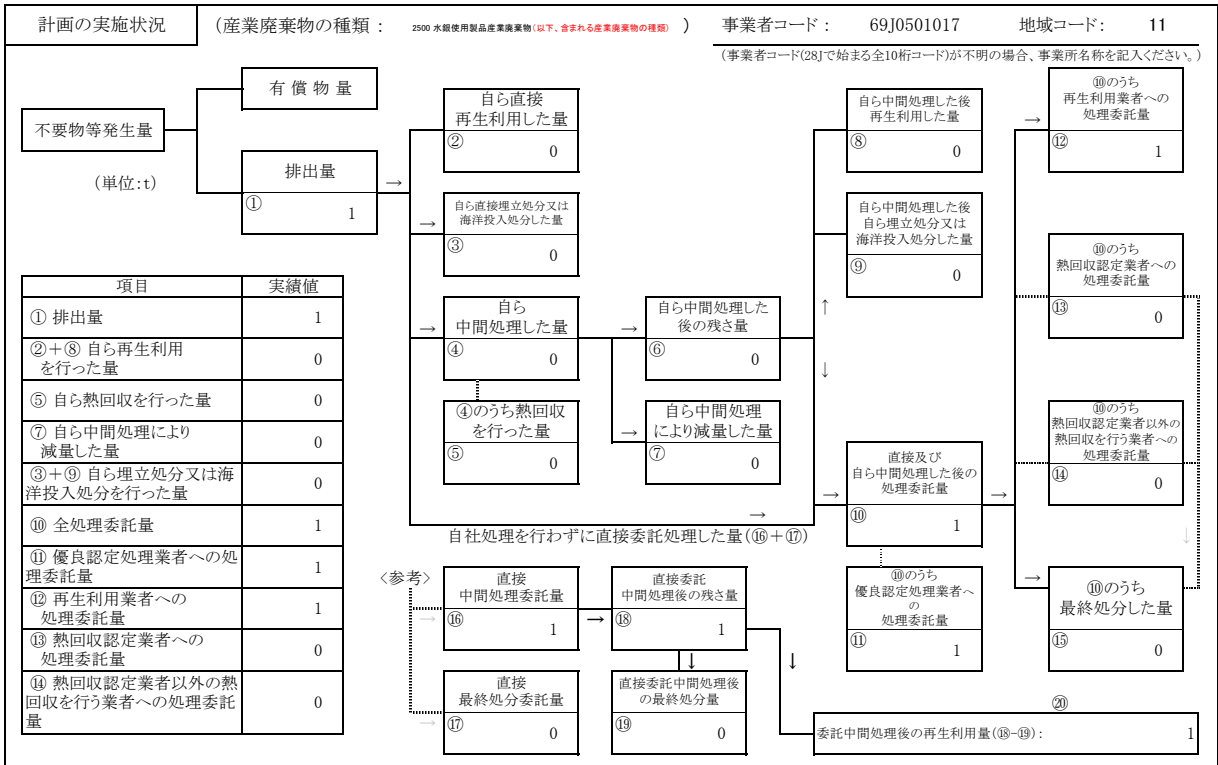 計画の実施状況
(産業廃棄物の種類： 2500 水銀使用製品産業廃棄物(以下、含まれる産業廃棄物の種類) )
事業者コード： 69J0501017 地域コード： 11
(事業者コード(28Jで始まる全10桁コード)が不明の場合、事業所名称を記入ください。)
不要物等発生量
(単位:t)
有償物量
排出量
→
① 1
自ら直接
再生利用した量
② 0
→
自ら直接埋立処分又は
海洋投入処分した量
③ 0
→
自ら
中間処理した量
④ 0
④のうち熱回収
を行った量
⑤ 0
→
自ら中間処理した
後の残さ量
⑥ 0
→
自ら中間処理
により減量した量
⑦ 0
自ら中間処理した後
再生利用した量
⑧ 0
自ら中間処理した後
自ら埋立処分又は
海洋投入処分した量
⑨ 0
↑
↓
→
直接及び
自ら中間処理した後の
処理委託量
⑩ 1
→
→
自社処理を行わずに直接委託処理した量(⑯＋⑰)
⑩のうち
優良認定処理業者へ
の
処理委託量
⑪ 1
→
⑩のうち
再生利用業者への
処理委託量
⑫ 1
⑩のうち
熱回収認定業者への
処理委託量
⑬ 0
⑩のうち
熱回収認定業者以外の
熱回収を行う業者への
処理委託量
⑭ 0
↓
→
⑩のうち
最終処分した量
⑮ 0
項目 実績値
① 排出量 1
②＋⑧ 自ら再生利用
を行った量 0
⑤ 自ら熱回収を行った量 0
⑦ 自ら中間処理により
減量した量 0
③＋⑨ 自ら埋立処分又は海
洋投入処分を行った量 0
⑩ 全処理委託量 1
⑪ 優良認定処理業者への処
理委託量 1
⑫ 再生利用業者への
処理委託量 1
⑬ 熱回収認定業者への
処理委託量 0
⑭ 熱回収認定業者以外の熱
回収を行う業者への処理委託
量 0
〈参考〉
→
直接
中間処理委託量
⑯ 1
→
直接委託
中間処理後の残さ量
⑱ 1
→
直接
最終処分委託量
⑰ 0
↓
直接委託中間処理後
の最終処分量
⑲ 0
↓
⑳
委託中間処理後の再生利用量(⑱-⑲)： 1